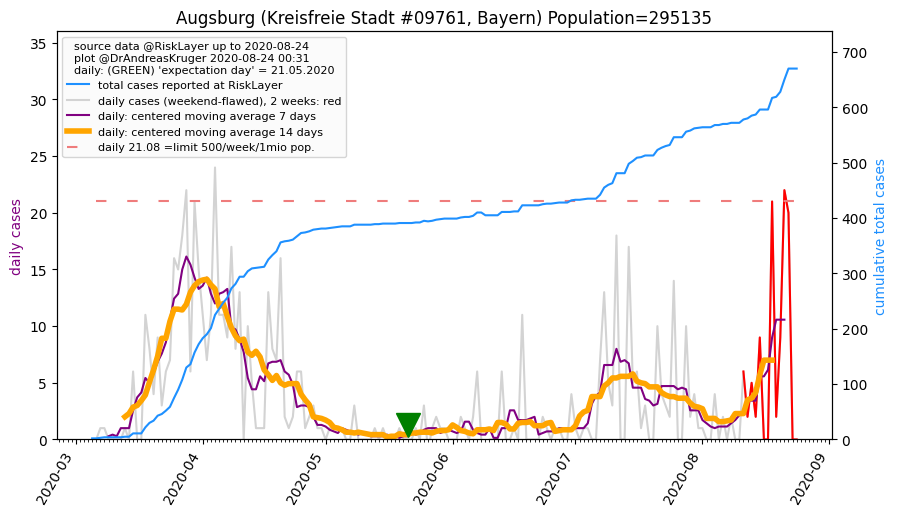 Augsburg (Kreisfreie Stadt #09761, Bayern) Population=295135
source data @RiskLayer up to 2020-08-24
plot @DrAndreasKruger 2020-08-24 00:31
daily: (GREEN) 'expectation day' = 21.05.2020
total cases reported at RiskLayer
daily cases (weekend-flawed), 2 weeks: red
daily: centered moving average 7 days
daily: centered moving average 14 days
daily 21.08 =limit 500/week/1mio pop.
daily cases
35
30
25
20
15
10
5
0
cumulative total cases
700
600
500
400
300
200
100
0
2020-03
2020-04
2020-05
2020-06
2020-07
2020-08
2020-09